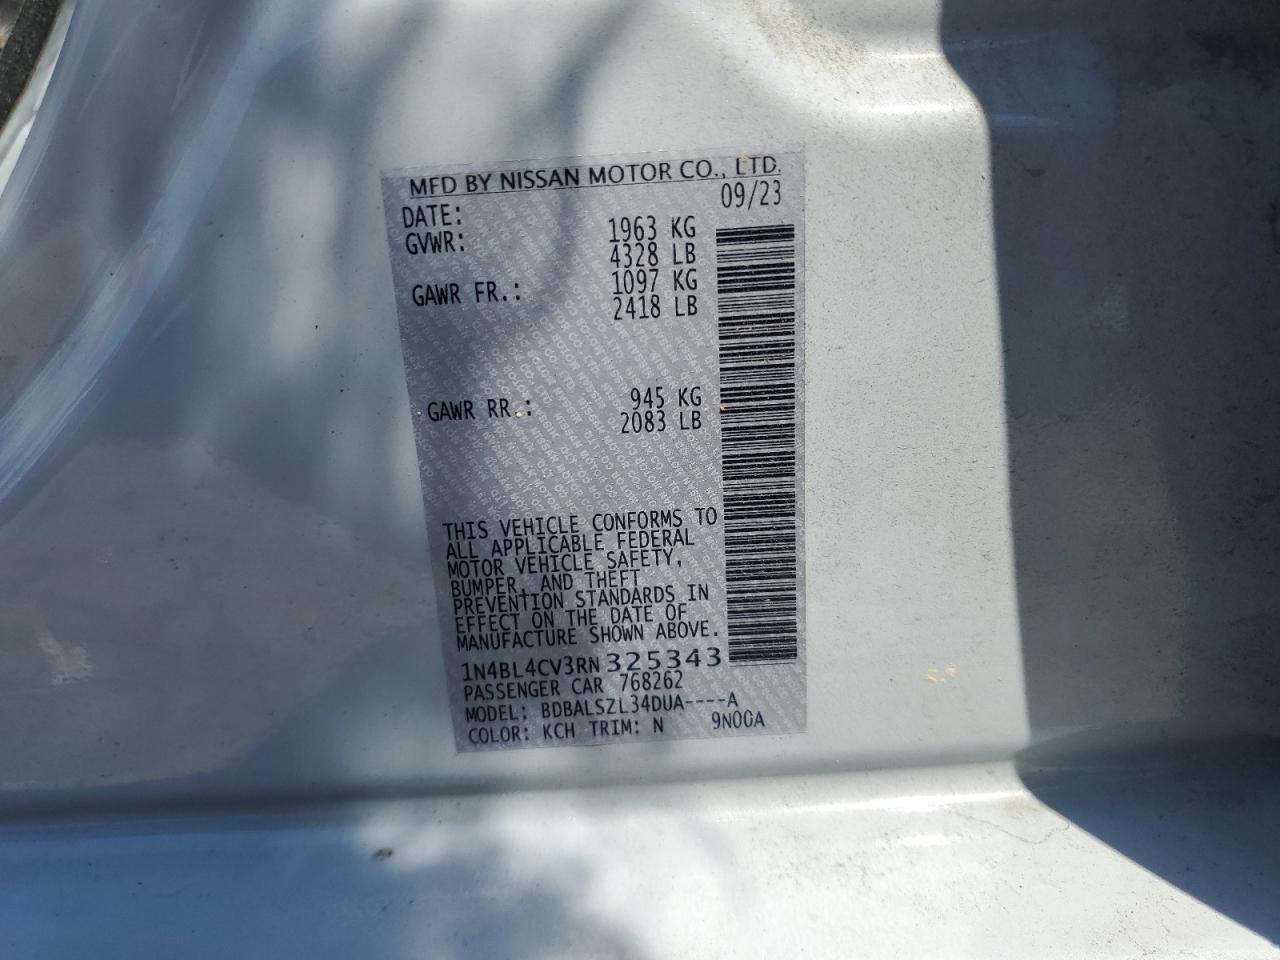 MFD BY NISSAN MOTOR CO., LTD.
DATE: 09/23
GVWR: 1963 KG
4328 LB
GAWR FR.: 1097 KG
2418 LB
GAWR RR.: 945 KG
2083 LB
THIS VEHICLE CONFORMS TO
ALL APPLICABLE FEDERAL
MOTOR VEHICLE SAFETY,
BUMPER, AND THEFT
PREVENTION STANDARDS IN
EFFECT ON THE DATE OF
MANUFACTURE SHOWN ABOVE.
1N4BL4CV3RN325343
PASSENGER CAR 768262
MODEL: BDBALSZL34DUA----A
COLOR: KCH TRIM: N 9N00A